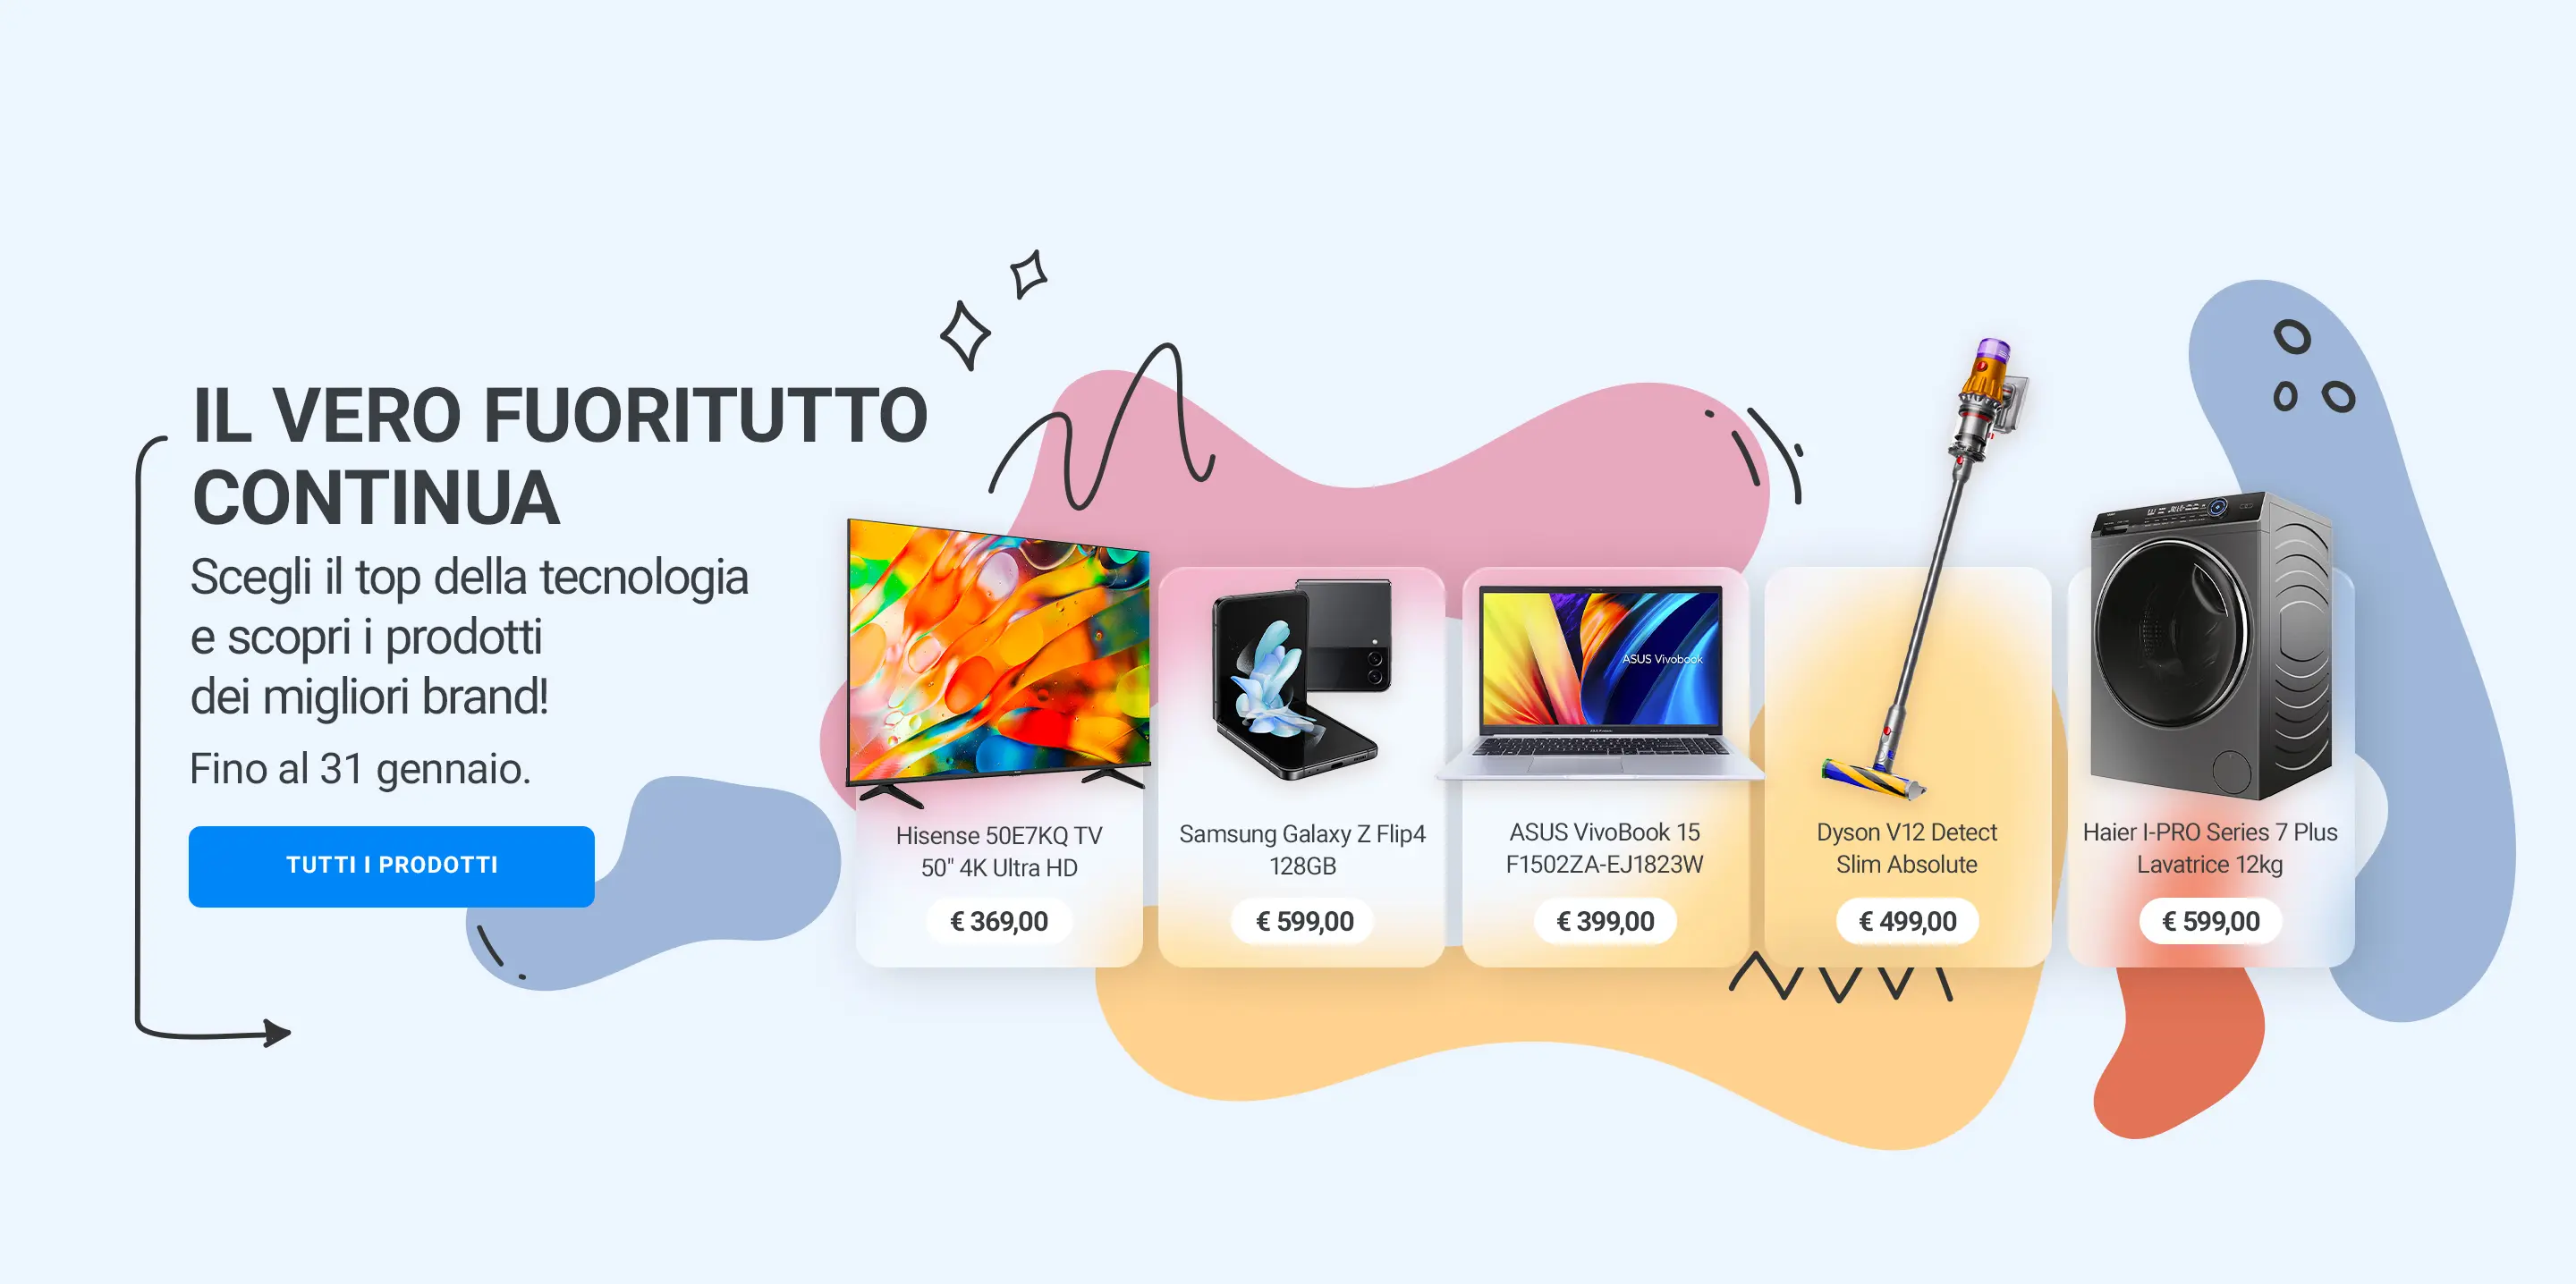 IL VERO FUORITUTTO
CONTINUA
Scegli il top della tecnologia
e scopri i prodotti
dei migliori brand!
Fino al 31 gennaio.
TUTTI I PRODOTTI
Hisense 50E7KQ TV
50" 4K Ultra HD
€ 369,00
Samsung Galaxy Z Flip4
128GB
€ 599,00
ASUS Vivobook
ASUS VivoBook 15
F1502ZA-EJ1823W
€ 399,00
Dyson V12 Detect
Slim Absolute
€ 499,00
Haier I-PRO Series 7 Plus
Lavatrice 12kg
€ 599,00